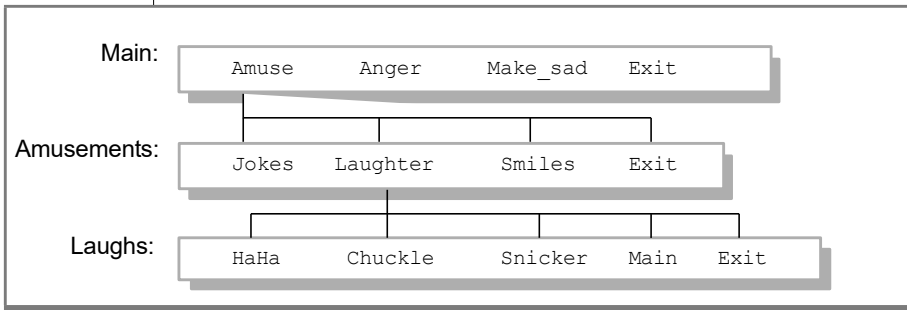 Main:
Amuse Anger Make_sad Exit
Amusements:
Jokes Laughter Smiles Exit
Laughs:
HaHa Chuckle Snicker Main Exit